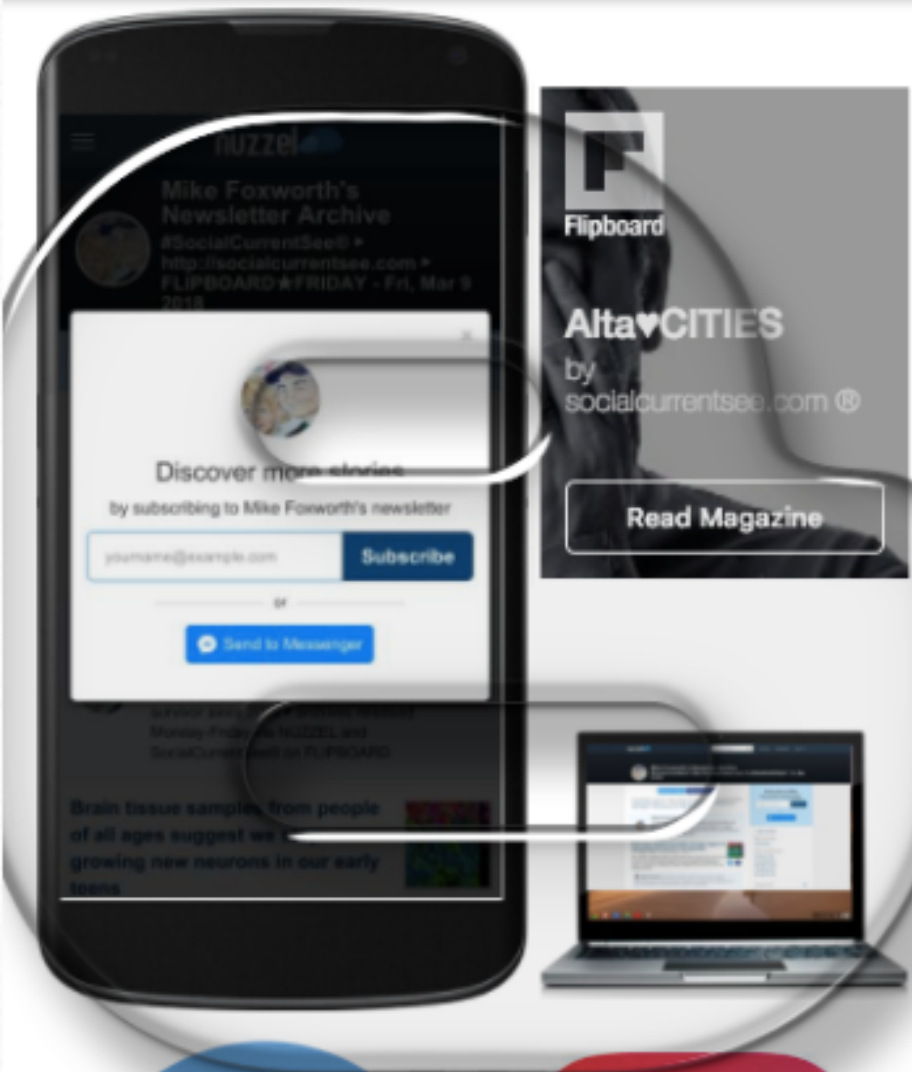 nuzzel
Mike Foxworth's
Newsletter Archive
#SocialCurrentSee® ▸
http://socialcurrentsee.com ▸
FLIPBOARD★FRIDAY - Fri, Mar 9
2018
Discover more stories
by subscribing to Mike Foxworth's newsletter
yourname@example.com
Subscribe
or
Send to Messenger
Monday-Friday via NUZZEL and
SocialCurrentSee® on FLIPBOARD.
Brain tissue samples from people
of all ages suggest we
growing new neurons in our early
teens
Flipboard
Alta♥CITIES
by
socialcurrentsee.com ®
Read Magazine